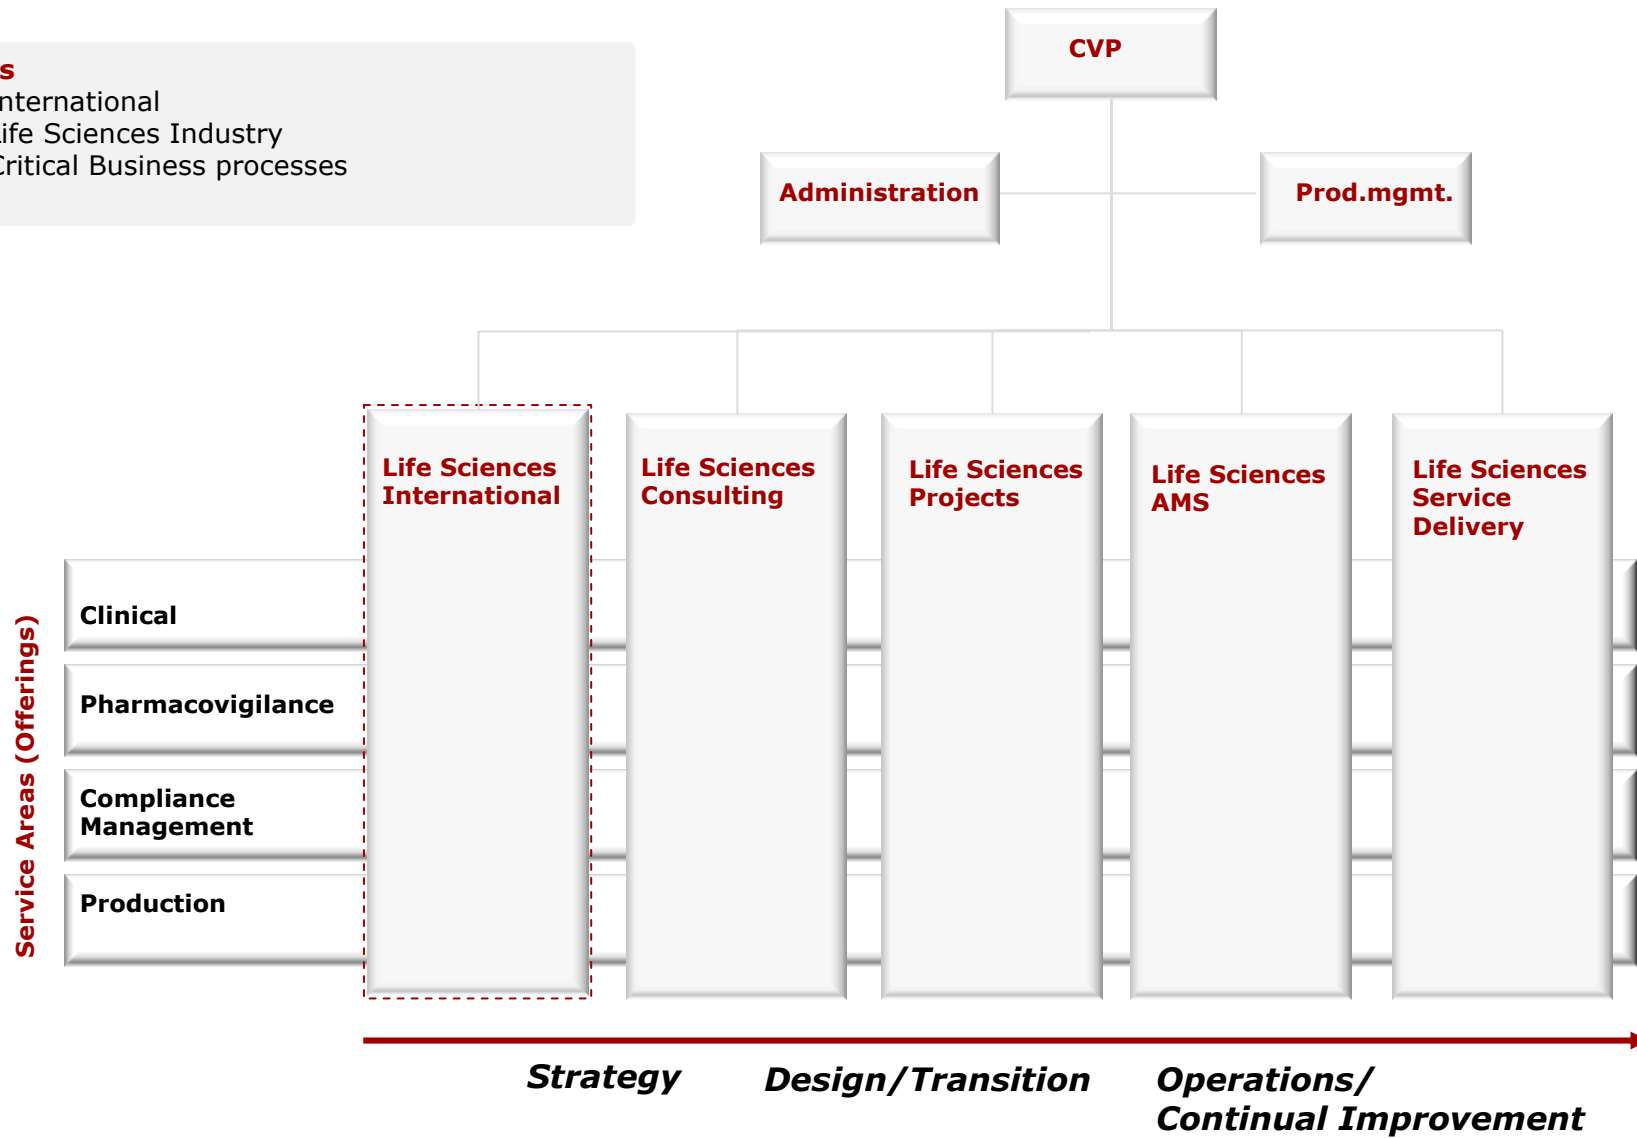 CVP
s
nternational
ife Sciences Industry
Critical Business processes
Administration
Prod.mgmt.
Life Sciences
International
Life Sciences
Consulting
Life Sciences
Projects
Life Sciences
AMS
Life Sciences
Service
Delivery
Service Areas (Offerings)
Clinical
Pharmacovigilance
Compliance
Management
Production
Strategy
Design/Transition
Operations/
Continual Improvement